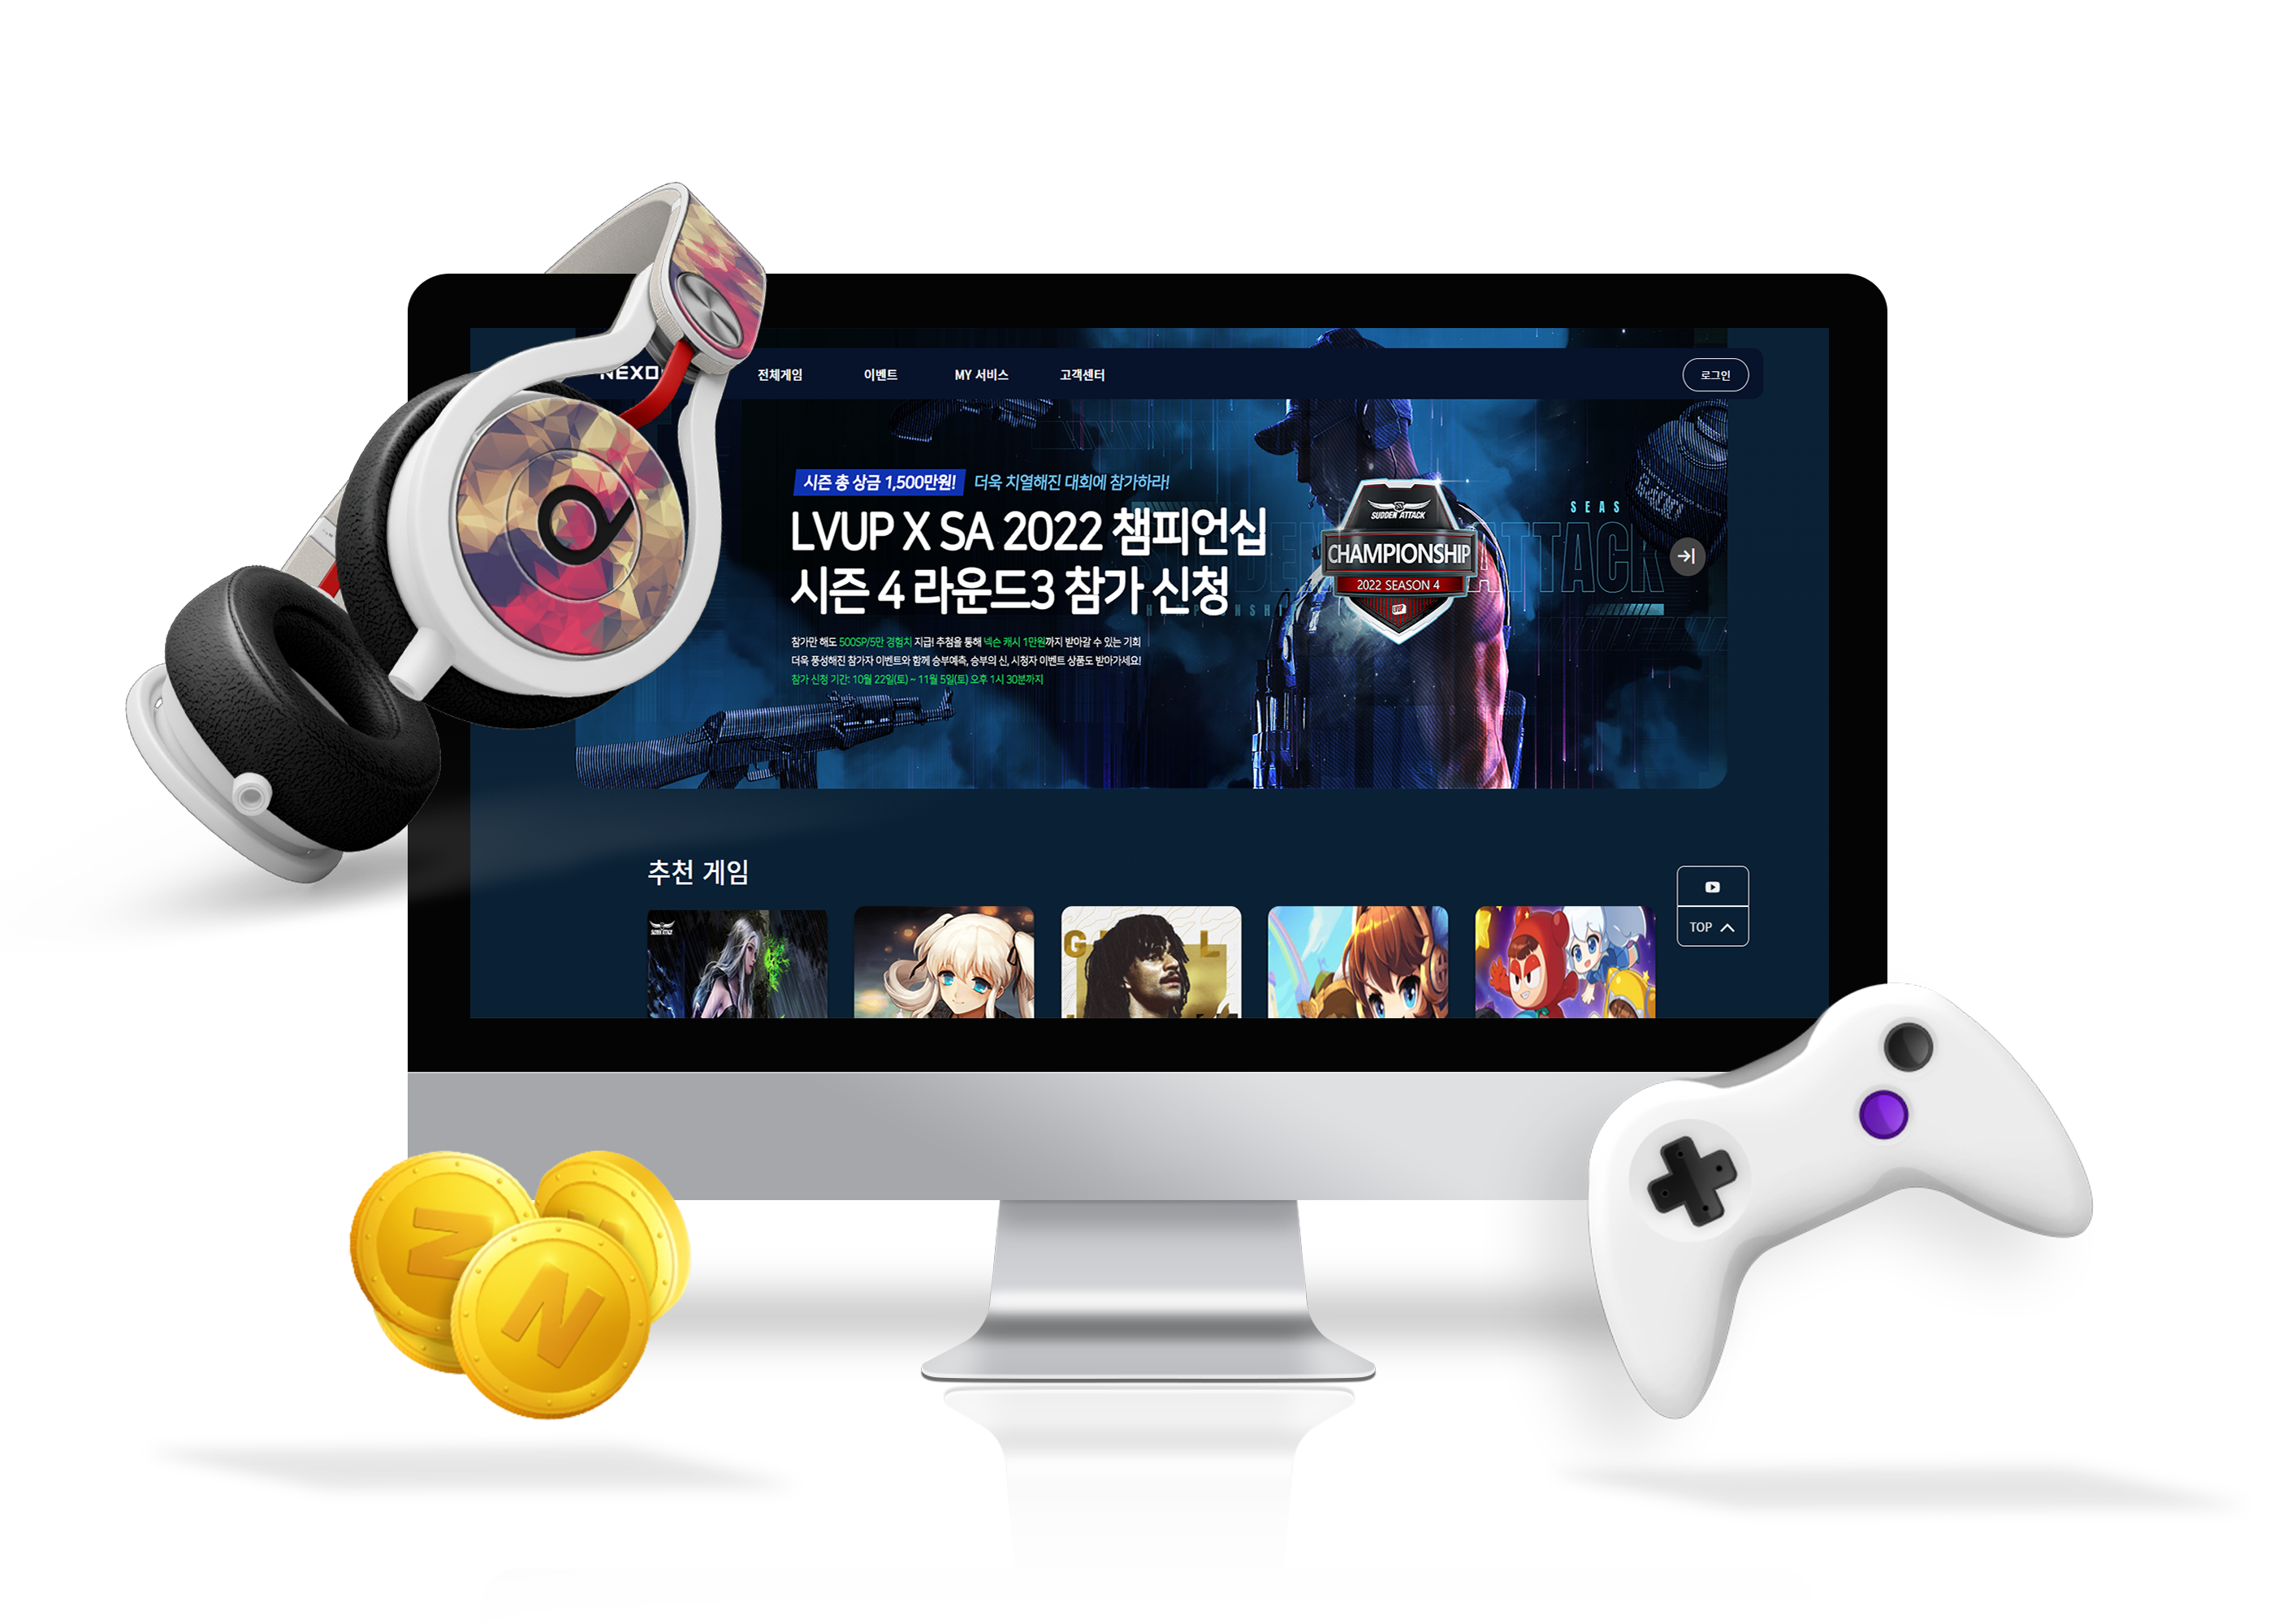 NEXO
전체게임 이벤트 MY 서비스 고객센터 로그인
시즌 총 상금 1,500만원! 더욱 치열해진 대회에 참가하라!
LVUP X SA 2022 챔피언십
시즌 4 라운드3 참가 신청
참가만 해도 500SP/5만 경험치 지급! 추첨을 통해 넥슨 캐시 1만원까지 받아갈 수 있는 기회
더욱 풍성해진 참가자 이벤트와 함께 승부예측, 승부의 신, 시청자 이벤트 상품도 받아가세요!
참가 신청 기간: 10월 22일(토) ~ 11월 5일(토) 오후 1시 30분까지
SEAS
ATTACK
SA
SUDDEN ATTACK
CHAMPIONSHIP
2022 SEASON 4
추천 게임
SUDDEN ATTACK
G L L
TOP
N
N